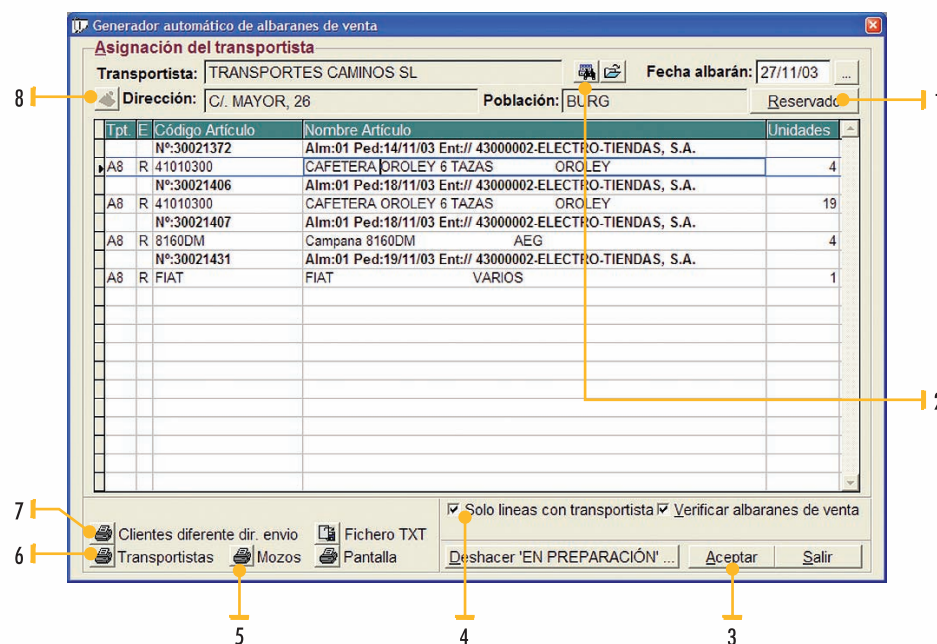 Generador automático de albaranes de venta
Asignación del transportista
Transportista: TRANSPORTES CAMINOS SL Fecha albarán: 27/11/03 ...
8 Dirección: C/. MAYOR, 26 Población: BURG Reservado
Tpt. E Código Artículo Nombre Artículo Unidades
Nº:30021372 Alm:01 Ped:14/11/03 Ent:// 43000002-ELECTRO-TIENDAS, S.A.
A8 R 41010300 CAFETERA OROLEY 6 TAZAS OROLEY 4
Nº:30021406 Alm:01 Ped:18/11/03 Ent:// 43000002-ELECTRO-TIENDAS, S.A.
A8 R 41010300 CAFETERA OROLEY 6 TAZAS OROLEY 19
Nº:30021407 Alm:01 Ped:18/11/03 Ent:// 43000002-ELECTRO-TIENDAS, S.A.
A8 R 8160DM Campana 8160DM AEG 4
Nº:30021431 Alm:01 Ped:19/11/03 Ent:// 43000002-ELECTRO-TIENDAS, S.A.
A8 R FIAT FIAT VARIOS 1
7 Solo lineas con transportista Verificar albaranes de venta
Clientes diferente dir. envio Fichero TXT
6 Transportistas Mozos Pantalla Deshacer 'EN PREPARACIÓN' ... Aceptar Salir
5 4 3